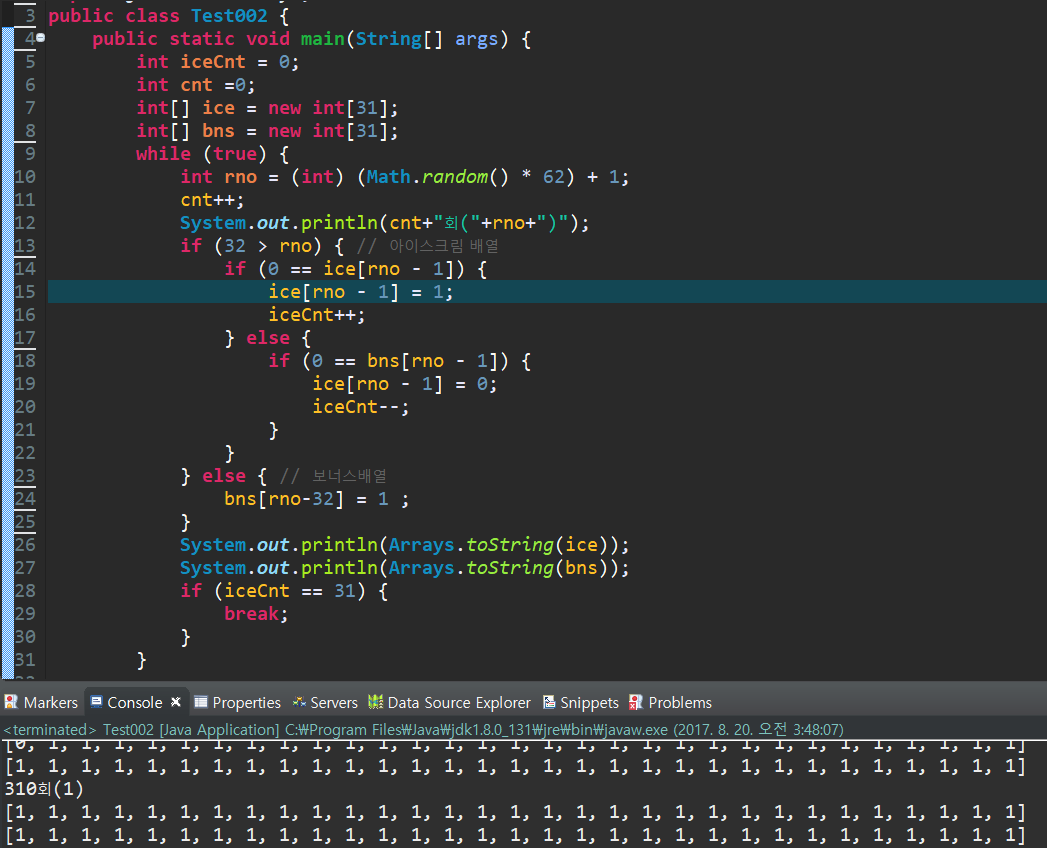 3 public class Test002 {
4 public static void main(String[] args) {
5 int iceCnt = 0;
6 int cnt =0;
7 int[] ice = new int[31];
8 int[] bns = new int[31];
9 while (true) {
10 int rno = (int) (Math.random() * 62) + 1;
11 cnt++;
12 System.out.println(cnt+"회("+rno+")");
13 if (32 > rno) { // 아이스크림 배열
14 if (0 == ice[rno - 1]) {
15 ice[rno - 1] = 1;
16 iceCnt++;
17 } else {
18 if (0 == bns[rno - 1]) {
19 ice[rno - 1] = 0;
20 iceCnt--;
21 }
22 }
23 } else { // 보너스배열
24 bns[rno-32] = 1 ;
25 }
26 System.out.println(Arrays.toString(ice));
27 System.out.println(Arrays.toString(bns));
28 if (iceCnt == 31) {
29 break;
30 }
31 }
Markers Console Properties Servers Data Source Explorer Snippets Problems
<terminated> Test002 [Java Application] C:₩Program Files₩Java₩jdk1.8.0_131₩jre₩bin₩javaw.exe (2017. 8. 20. 오전 3:48:07)
[0, 1, 1, 1, 1, 1, 1, 1, 1, 1, 1, 1, 1, 1, 1, 1, 1, 1, 1, 1, 1, 1, 1, 1, 1, 1, 1, 1, 1, 1, 1]
[1, 1, 1, 1, 1, 1, 1, 1, 1, 1, 1, 1, 1, 1, 1, 1, 1, 1, 1, 1, 1, 1, 1, 1, 1, 1, 1, 1, 1, 1, 1]
310회(1)
[1, 1, 1, 1, 1, 1, 1, 1, 1, 1, 1, 1, 1, 1, 1, 1, 1, 1, 1, 1, 1, 1, 1, 1, 1, 1, 1, 1, 1, 1, 1]
[1, 1, 1, 1, 1, 1, 1, 1, 1, 1, 1, 1, 1, 1, 1, 1, 1, 1, 1, 1, 1, 1, 1, 1, 1, 1, 1, 1, 1, 1, 1]